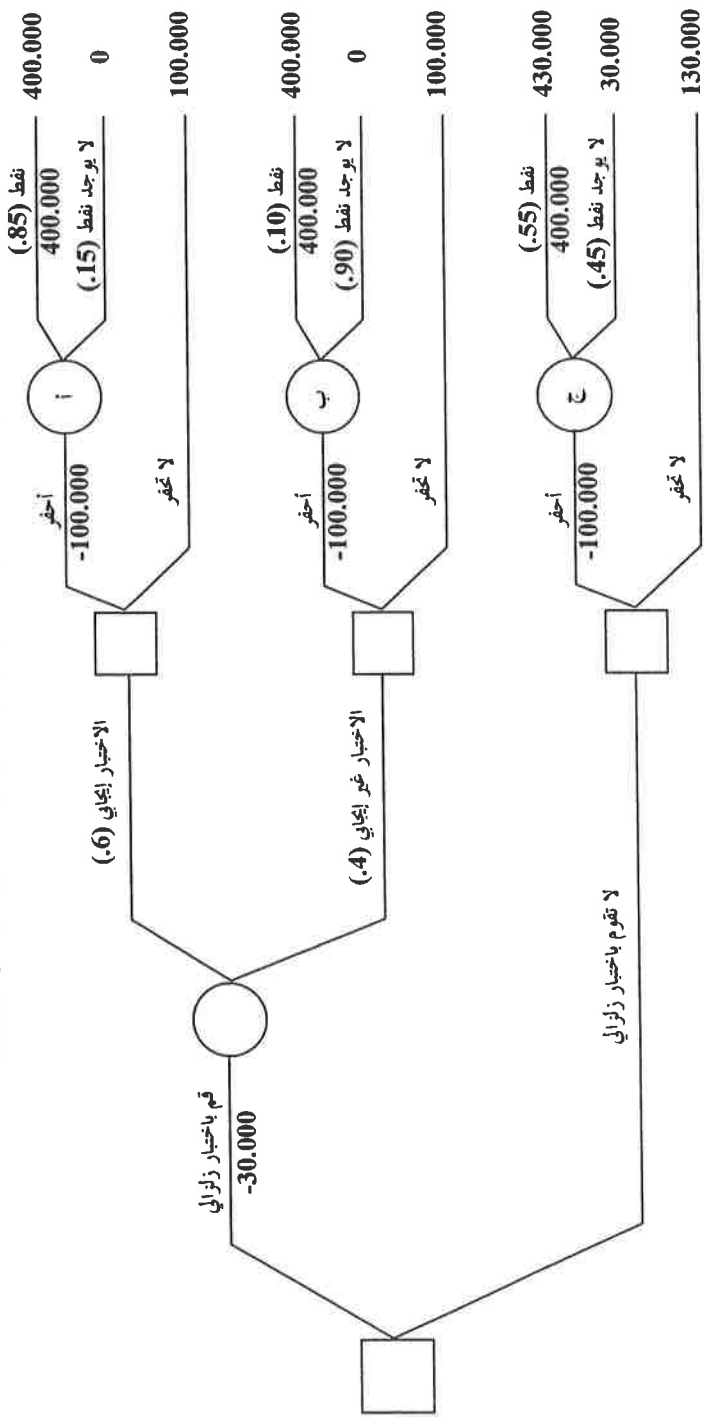 قم باختبار زلزالي
-30.000
لا تقوم باختبار زلزالي
الاختبار إيجابي (6.)
الاختبار غير إيجابي (4.)
أحفر
-100.000
لا تحفر
أ
نفط (85.)
400.000
لا يوجد نفط (15.)
400.000
0
100.000
أحفر
-100.000
لا تحفر
ب
نفط (10.)
400.000
لا يوجد نفط (90.)
400.000
0
100.000
أحفر
-100.000
لا تحفر
ج
نفط (55.)
400.000
لا يوجد نفط (45.)
430.000
30.000
130.000